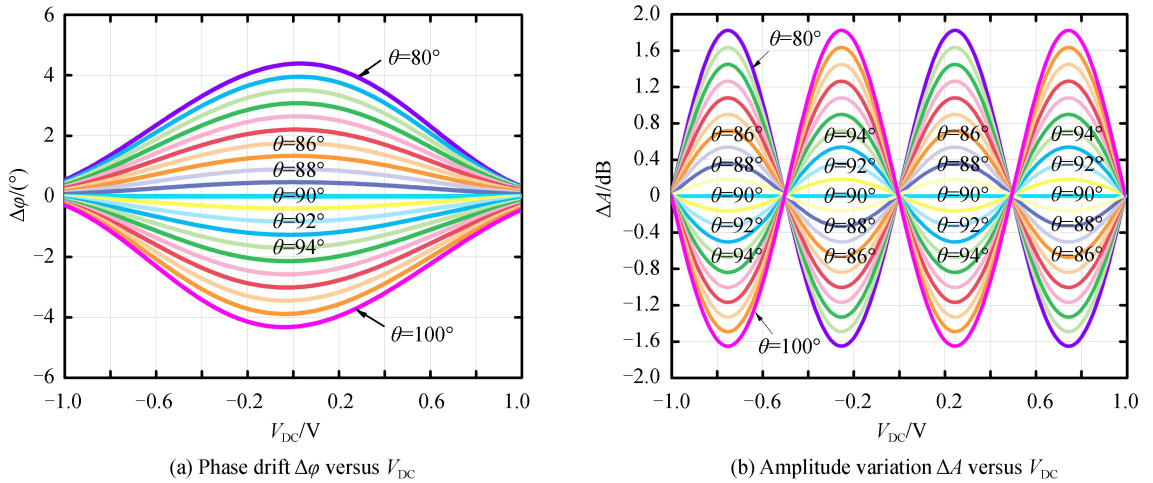 6
4
2
0
−2
−4
−6
Δφ/(°)
θ=80°
θ=86°
θ=88°
θ=90°
θ=92°
θ=94°
θ=100°
−1.0 −0.6 −0.2 0.2 0.6 1.0
V_DC/V
(a) Phase drift Δφ versus V_DC
2.0
1.6
1.2
0.8
0.4
0
−0.4
−0.8
−1.2
−1.6
−2.0
ΔA/dB
θ=80°
θ=86° θ=94° θ=86° θ=94°
θ=88° θ=92° θ=88° θ=92°
θ=90° θ=90° θ=90° θ=90°
θ=92° θ=88° θ=92° θ=88°
θ=94° θ=86° θ=94° θ=86°
θ=100°
−1.0 −0.6 −0.2 0.2 0.6 1.0
V_DC/V
(b) Amplitude variation ΔA versus V_DC